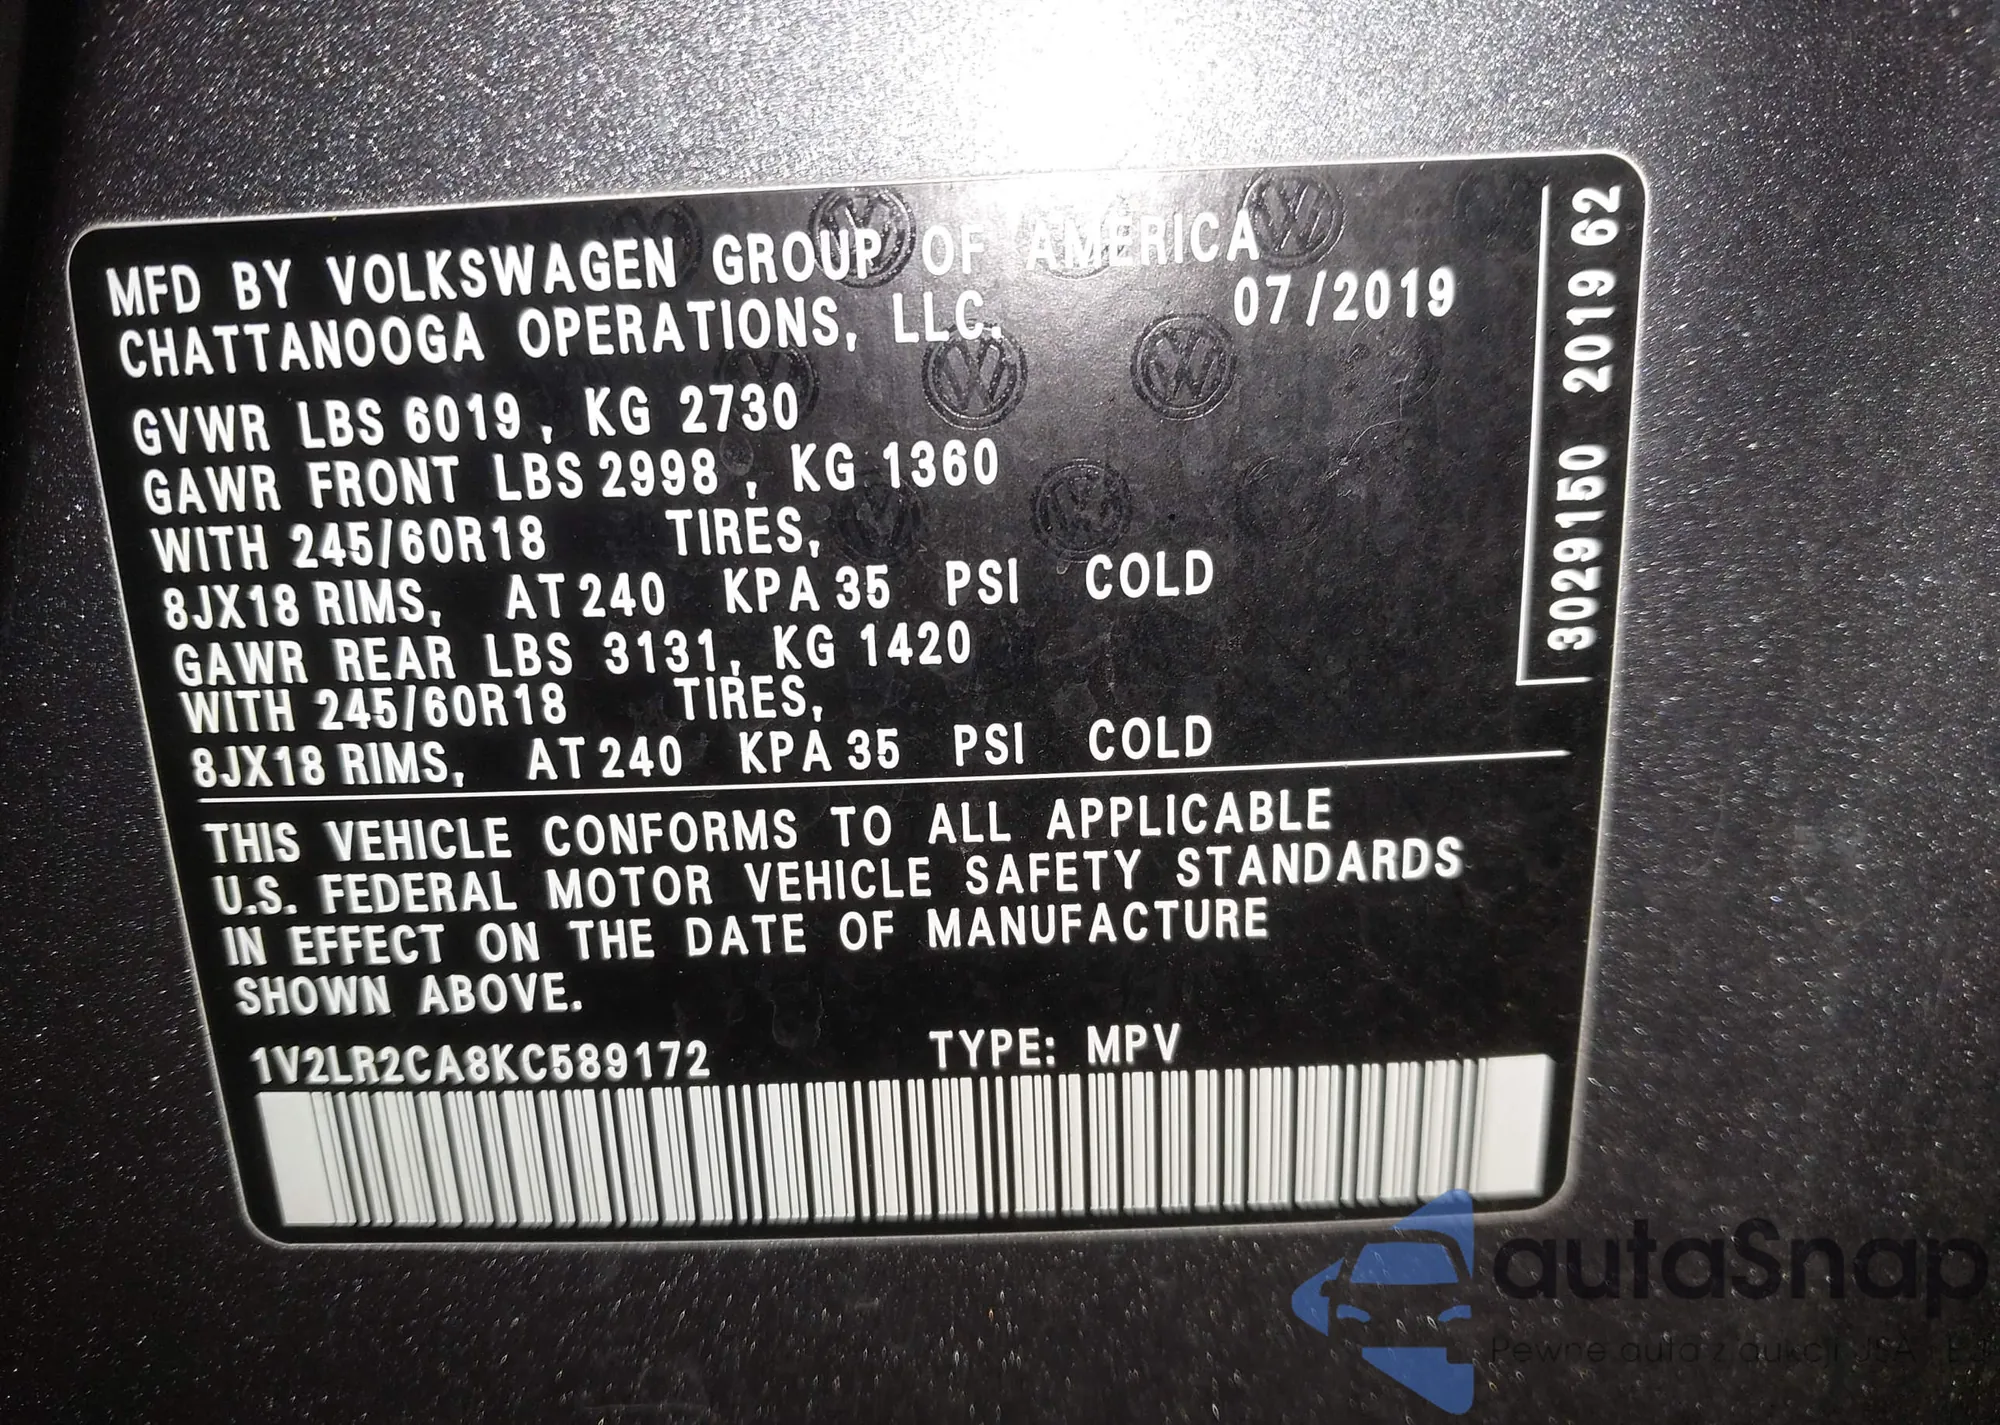 MFD BY VOLKSWAGEN GROUP OF AMERICA
CHATTANOOGA OPERATIONS, LLC.
07/2019
GVWR LBS 6019, KG 2730
GAWR FRONT LBS 2998, KG 1360
WITH 245/60R18 TIRES,
8JX18 RIMS, AT 240 KPA 35 PSI COLD
GAWR REAR LBS 3131, KG 1420
WITH 245/60R18 TIRES,
8JX18 RIMS, AT 240 KPA 35 PSI COLD
THIS VEHICLE CONFORMS TO ALL APPLICABLE
U.S. FEDERAL MOTOR VEHICLE SAFETY STANDARDS
IN EFFECT ON THE DATE OF MANUFACTURE
SHOWN ABOVE.
1V2LR2CA8KC589172 TYPE: MPV
3029150 2019 62
autaSnap
Pewne auta z aukcji USA